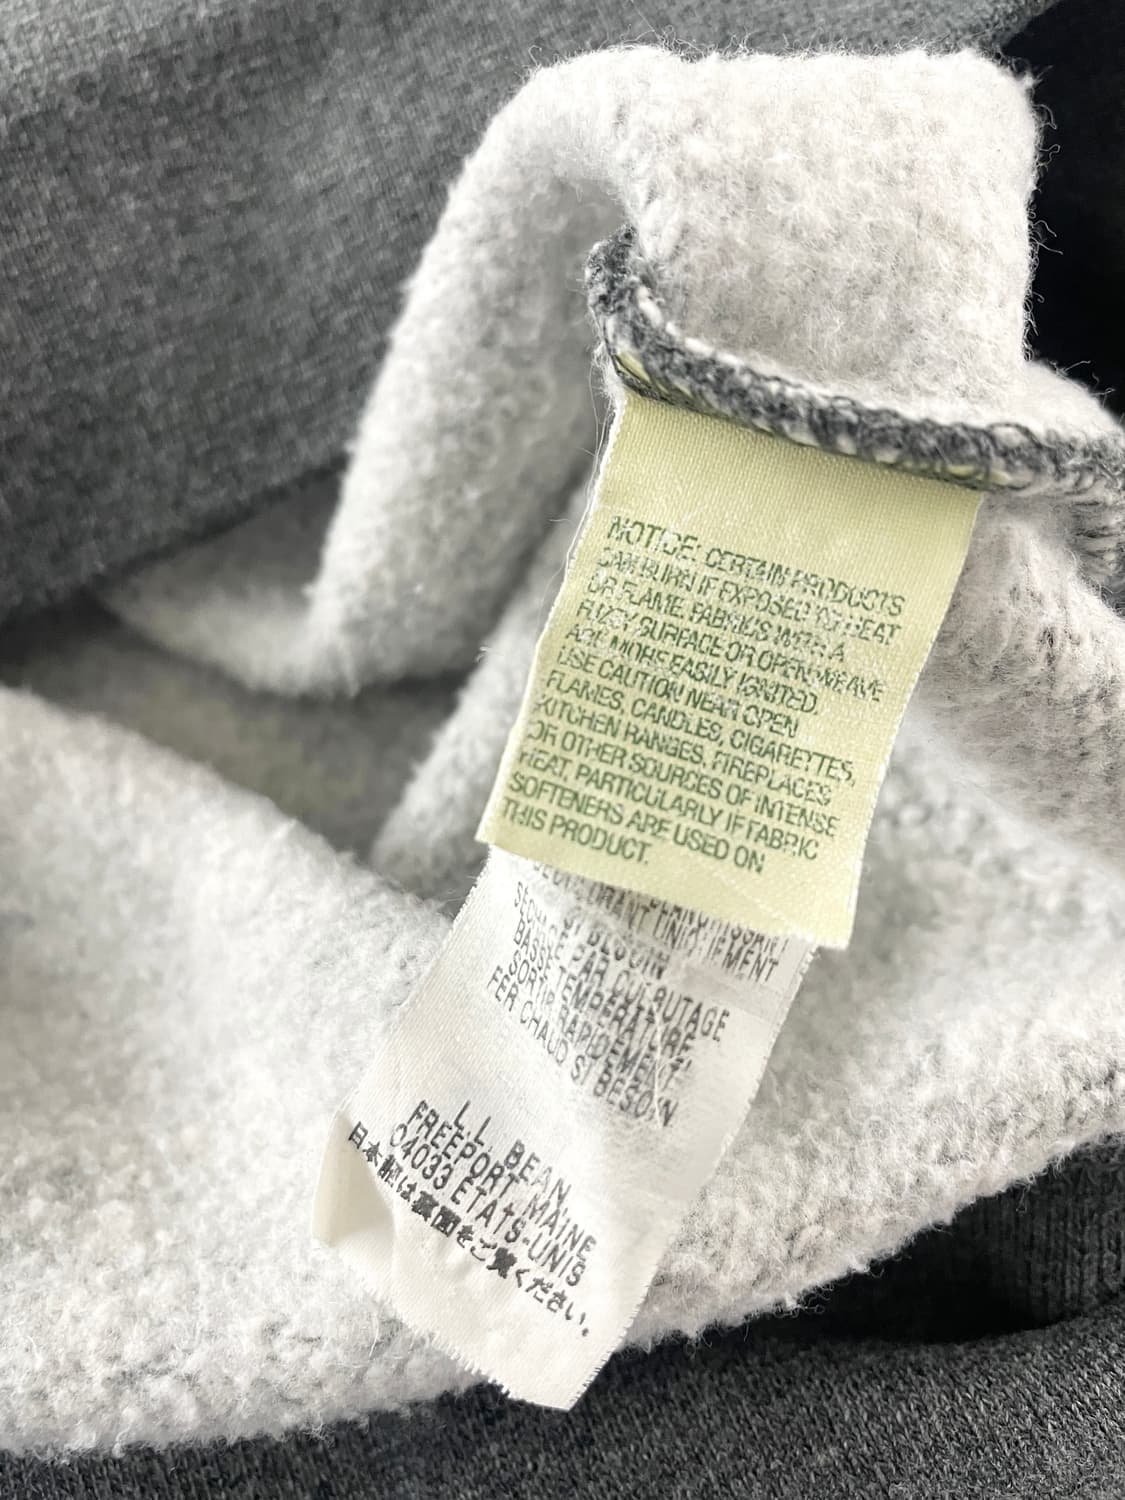 NOTICE: CERTAIN PRODUCTS
CAN BURN IF EXPOSED TO HEAT
OR FLAME. FABRICS WITH A
FUZZY SURFACE OR OPEN WEAVE
ARE MORE EASILY IGNITED.
USE CAUTION NEAR OPEN
FLAMES, CANDLES, CIGARETTES,
KITCHEN RANGES, FIREPLACES
OR OTHER SOURCES OF INTENSE
HEAT, PARTICULARLY IF FABRIC
SOFTENERS ARE USED ON
THIS PRODUCT.
SI BESOIN
SÉCHAGE PAR CULBUTAGE
BASSE TEMPÉRATURE
SORTIR RAPIDEMENT
FER CHAUD SI BESOIN
L.L. BEAN
FREEPORT, MAINE
04033 ETATS-UNIS
日本語は裏面をご覧ください。